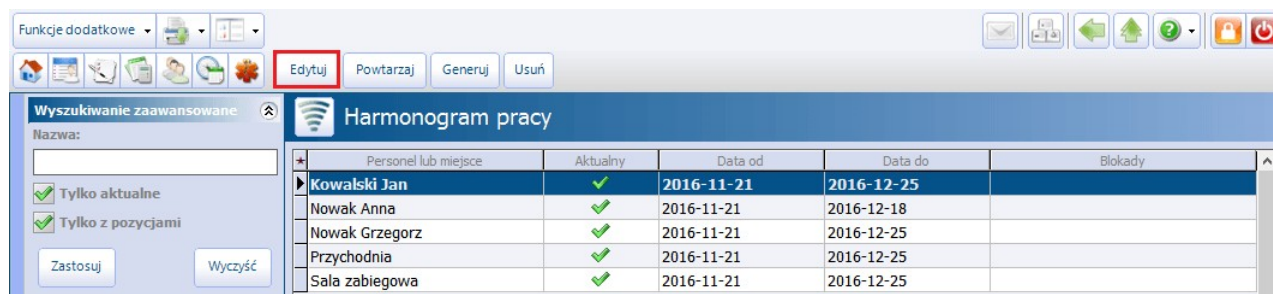 Funkcje dodatkowe
Edytuj Powtarzaj Generuj Usuń
Wyszukiwanie zaawansowane
Nazwa:
Tylko aktualne
Tylko z pozycjami
Zastosuj Wyczyść
Harmonogram pracy
Personel lub miejsce Aktualny Data od Data do Blokady
Kowalski Jan 2016-11-21 2016-12-25
Nowak Anna 2016-11-21 2016-12-18
Nowak Grzegorz 2016-11-21 2016-12-25
Przychodnia 2016-11-21 2016-12-25
Sala zabiegowa 2016-11-21 2016-12-25